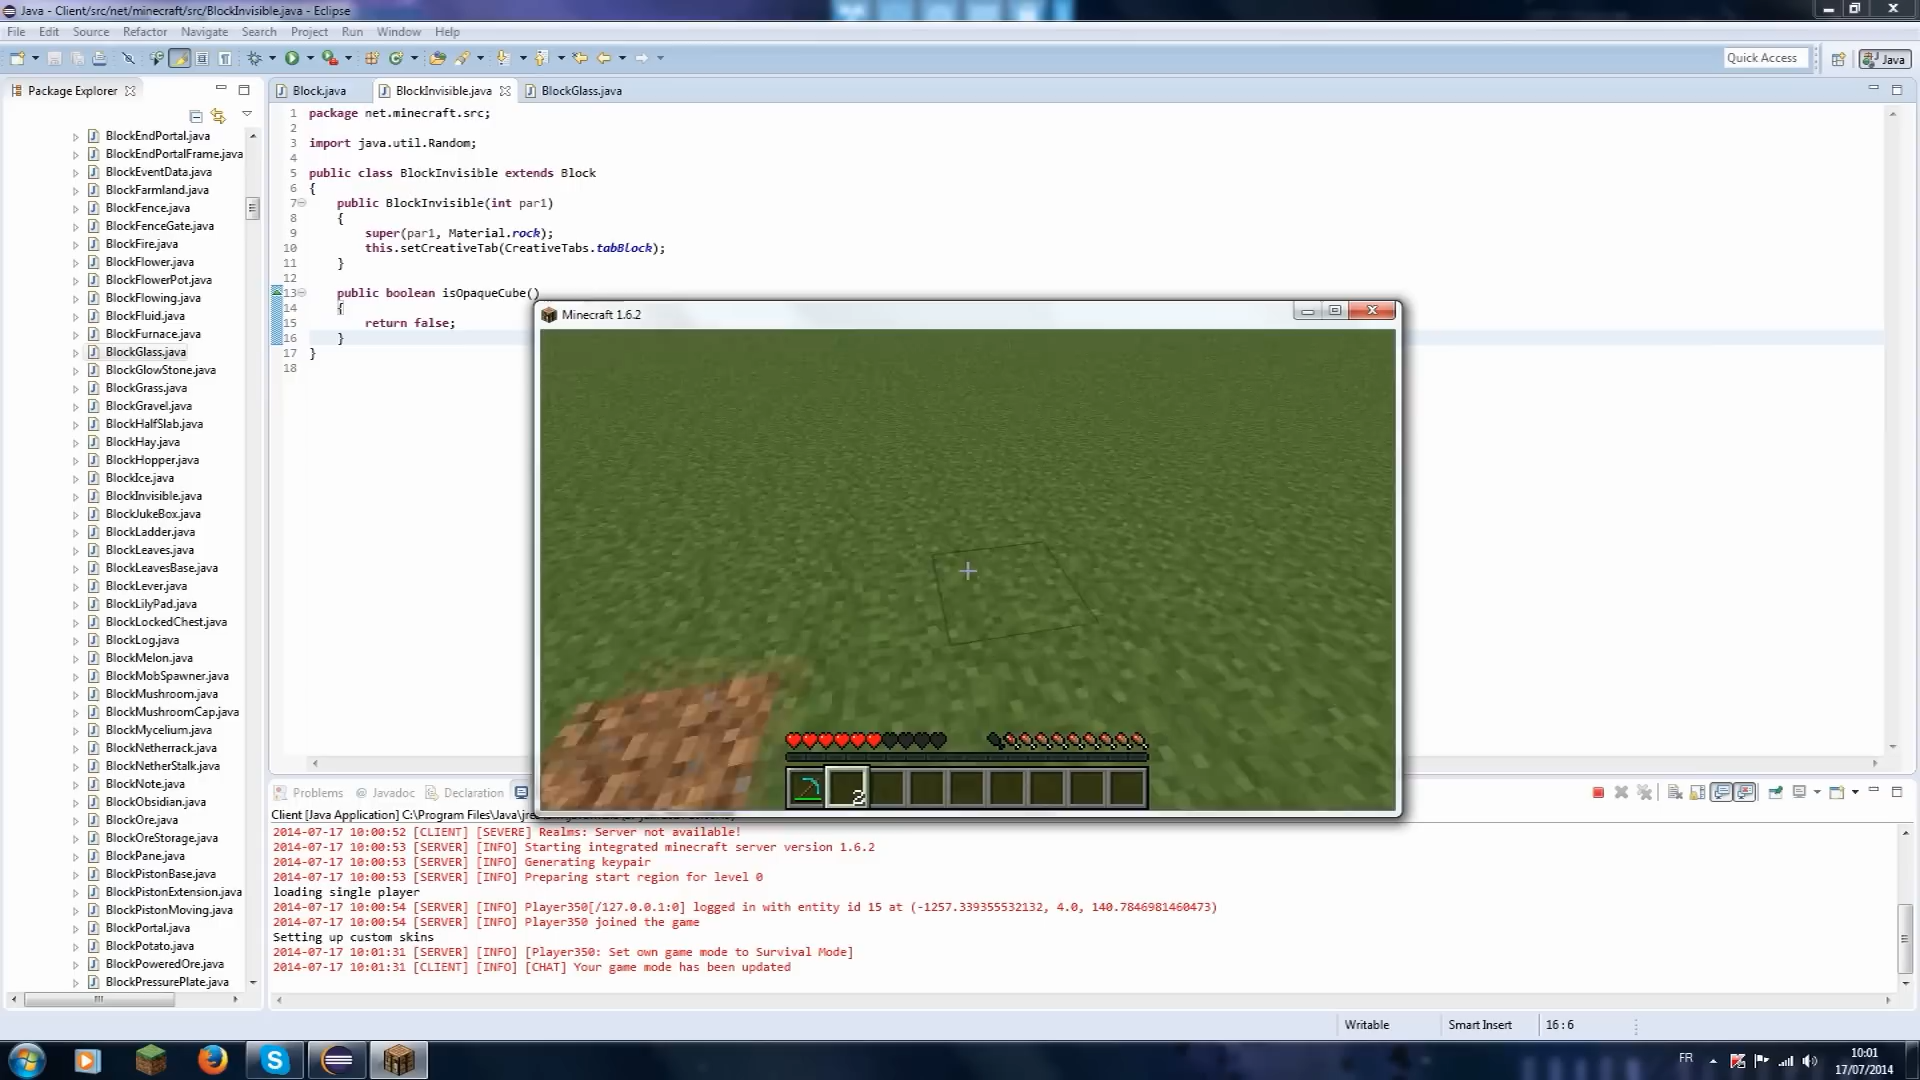 Java - Client/src/net/minecraft/src/BlockInvisible.java - Eclipse
File Edit Source Refactor Navigate Search Project Run Window Help
Quick Access
Java
Package Explorer
BlockEndPortal.java
BlockEndPortalFrame.java
BlockEventData.java
BlockFarmland.java
BlockFence.java
BlockFenceGate.java
BlockFire.java
BlockFlower.java
BlockFlowerPot.java
BlockFlowing.java
BlockFluid.java
BlockFurnace.java
BlockGlass.java
BlockGlowStone.java
BlockGrass.java
BlockGravel.java
BlockHalfSlab.java
BlockHay.java
BlockHopper.java
BlockIce.java
BlockInvisible.java
BlockJukeBox.java
BlockLadder.java
BlockLeaves.java
BlockLeavesBase.java
BlockLever.java
BlockLilyPad.java
BlockLockedChest.java
BlockLog.java
BlockMelon.java
BlockMobSpawner.java
BlockMushroom.java
BlockMushroomCap.java
BlockMycelium.java
BlockNetherrack.java
BlockNetherStalk.java
BlockNote.java
BlockObsidian.java
BlockOre.java
BlockOreStorage.java
BlockPane.java
BlockPistonBase.java
BlockPistonExtension.java
BlockPistonMoving.java
BlockPortal.java
BlockPotato.java
BlockPoweredOre.java
BlockPressurePlate.java
Block.java BlockInvisible.java BlockGlass.java
1 package net.minecraft.src;
2
3 import java.util.Random;
4
5 public class BlockInvisible extends Block
6 {
7 public BlockInvisible(int par1)
8 {
9 super(par1, Material.rock);
10 this.setCreativeTab(CreativeTabs.tabBlock);
11 }
12
13 public boolean isOpaqueCube()
14 {
15 return false;
16 }
17 }
18
Minecraft 1.6.2
2
Problems Javadoc Declaration
Client [Java Application] C:\Program Files\Java\jre
2014-07-17 10:00:52 [CLIENT] [SEVERE] Realms: Server not available!
2014-07-17 10:00:53 [SERVER] [INFO] Starting integrated minecraft server version 1.6.2
2014-07-17 10:00:53 [SERVER] [INFO] Generating keypair
2014-07-17 10:00:53 [SERVER] [INFO] Preparing start region for level 0
loading single player
2014-07-17 10:00:54 [SERVER] [INFO] Player350[/127.0.0.1:0] logged in with entity id 15 at (-1257.339355532132, 4.0, 140.7846981460473)
2014-07-17 10:00:54 [SERVER] [INFO] Player350 joined the game
Setting up custom skins
2014-07-17 10:01:31 [SERVER] [INFO] [Player350: Set own game mode to Survival Mode]
2014-07-17 10:01:31 [CLIENT] [INFO] [CHAT] Your game mode has been updated
Writable Smart Insert 16 : 6
FR
10:01
17/07/2014